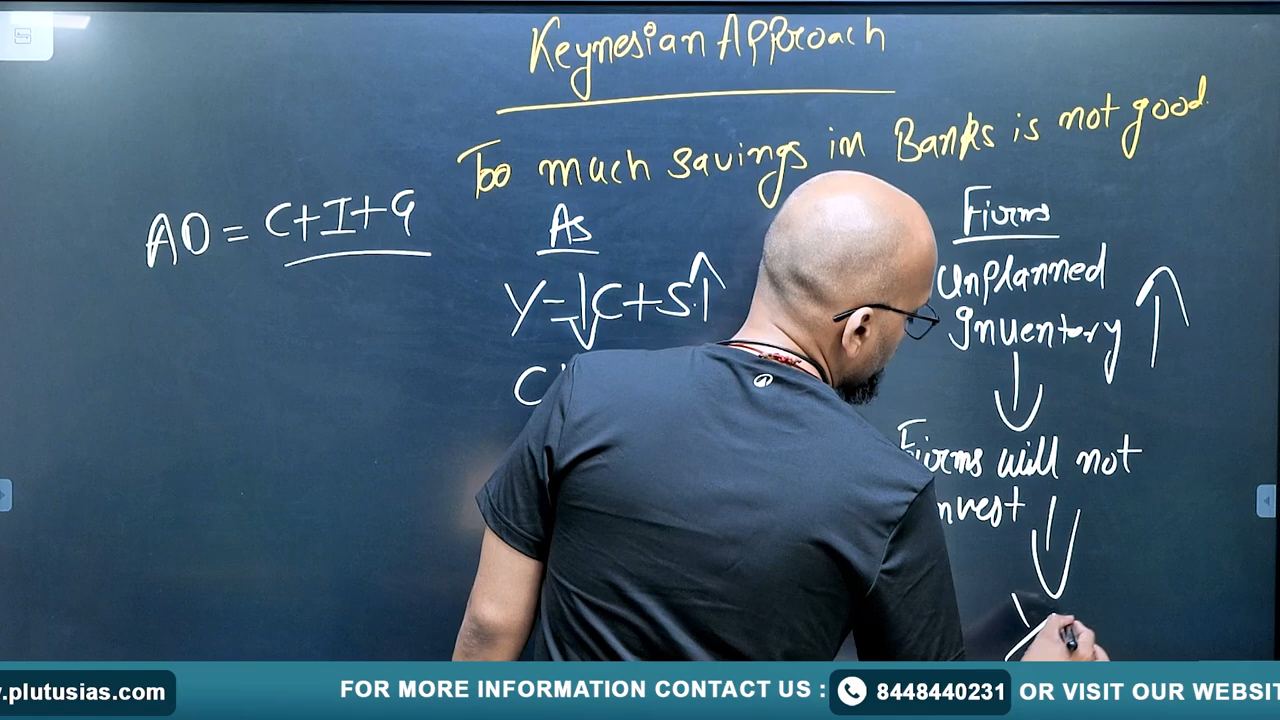 Keynesian Approach
Too much savings in Banks is not good.
AD = C+I+G
As
Y = C+S
C
Firms
Unplanned
Inventory
Firms will not
nvest
.plutusias.com
FOR MORE INFORMATION CONTACT US :
8448440231
OR VISIT OUR WEBSIT